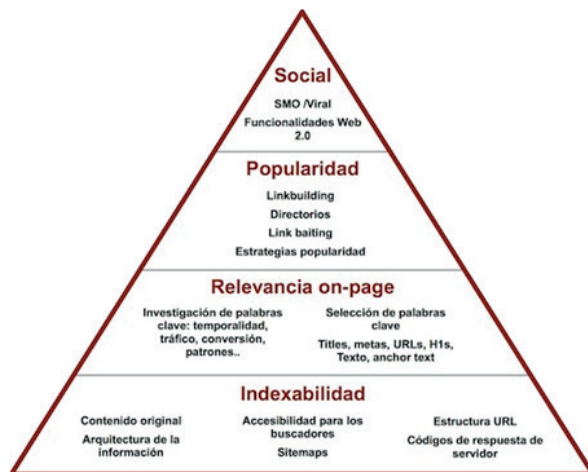 Social
SMO /Viral
Funcionalidades Web
2.0
Popularidad
Linkbuilding
Directorios
Link baiting
Estrategias popularidad
Relevancia on-page
Investigación de palabras
clave: temporalidad,
tráfico, conversión,
patrones..
Selección de palabras
clave
Titles, metas, URLs, H1s,
Texto, anchor text
Indexabilidad
Contenido original
Arquitectura de la
información
Accesibilidad para los
buscadores
Sitemaps
Estructura URL
Códigos de respuesta de
servidor